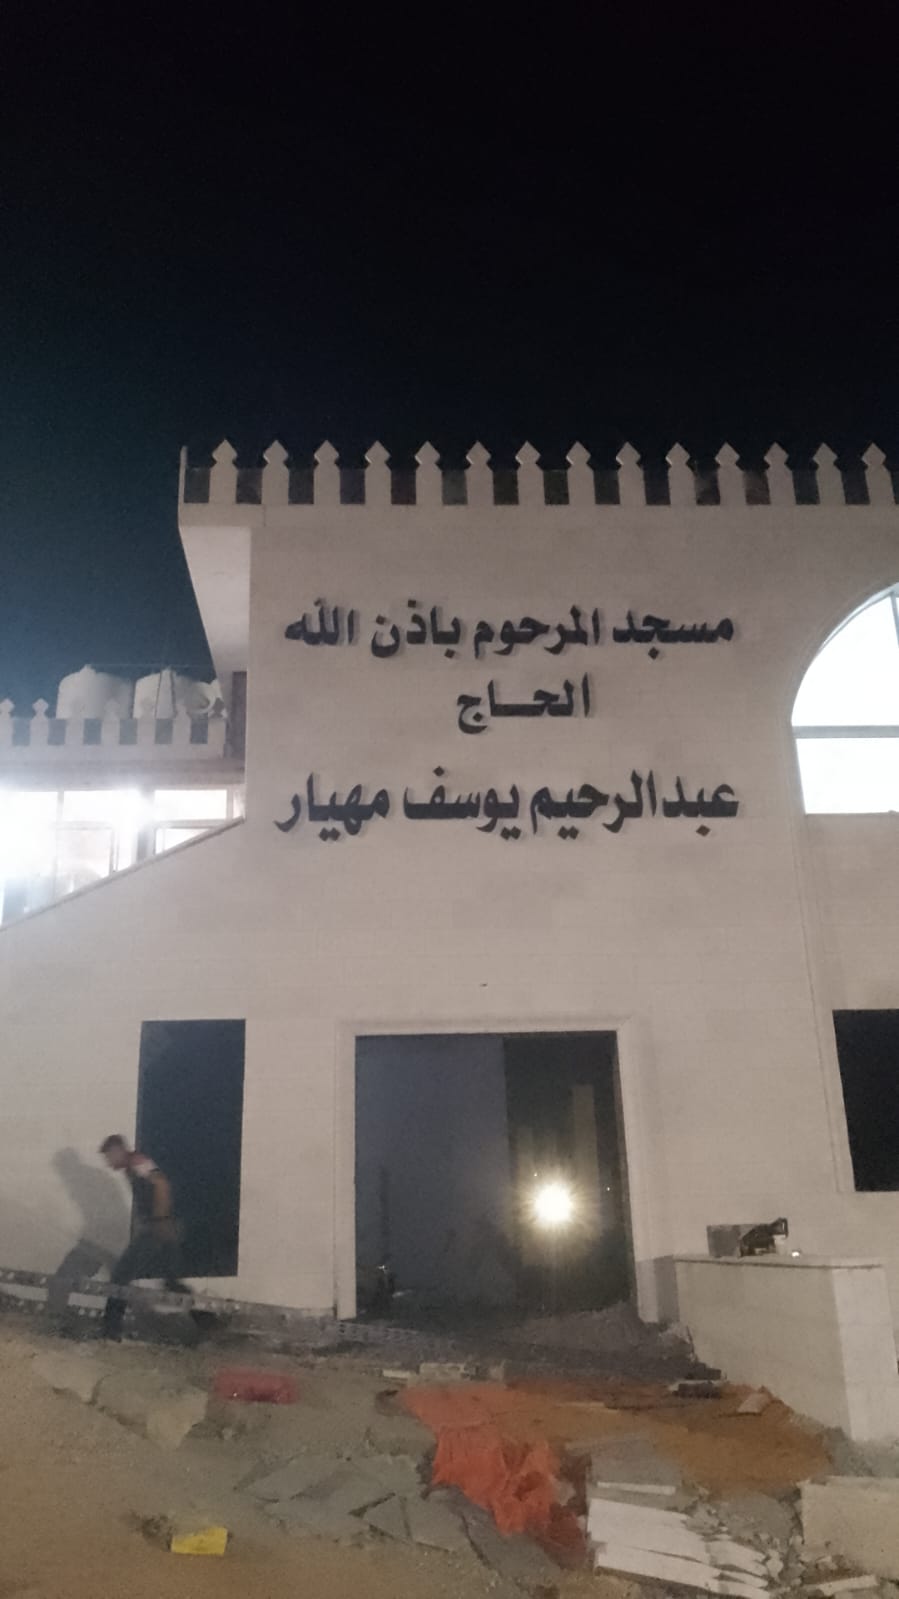 مسجد المرحوم باذن الله
الحاج
عبدالرحيم يوسف مهيار